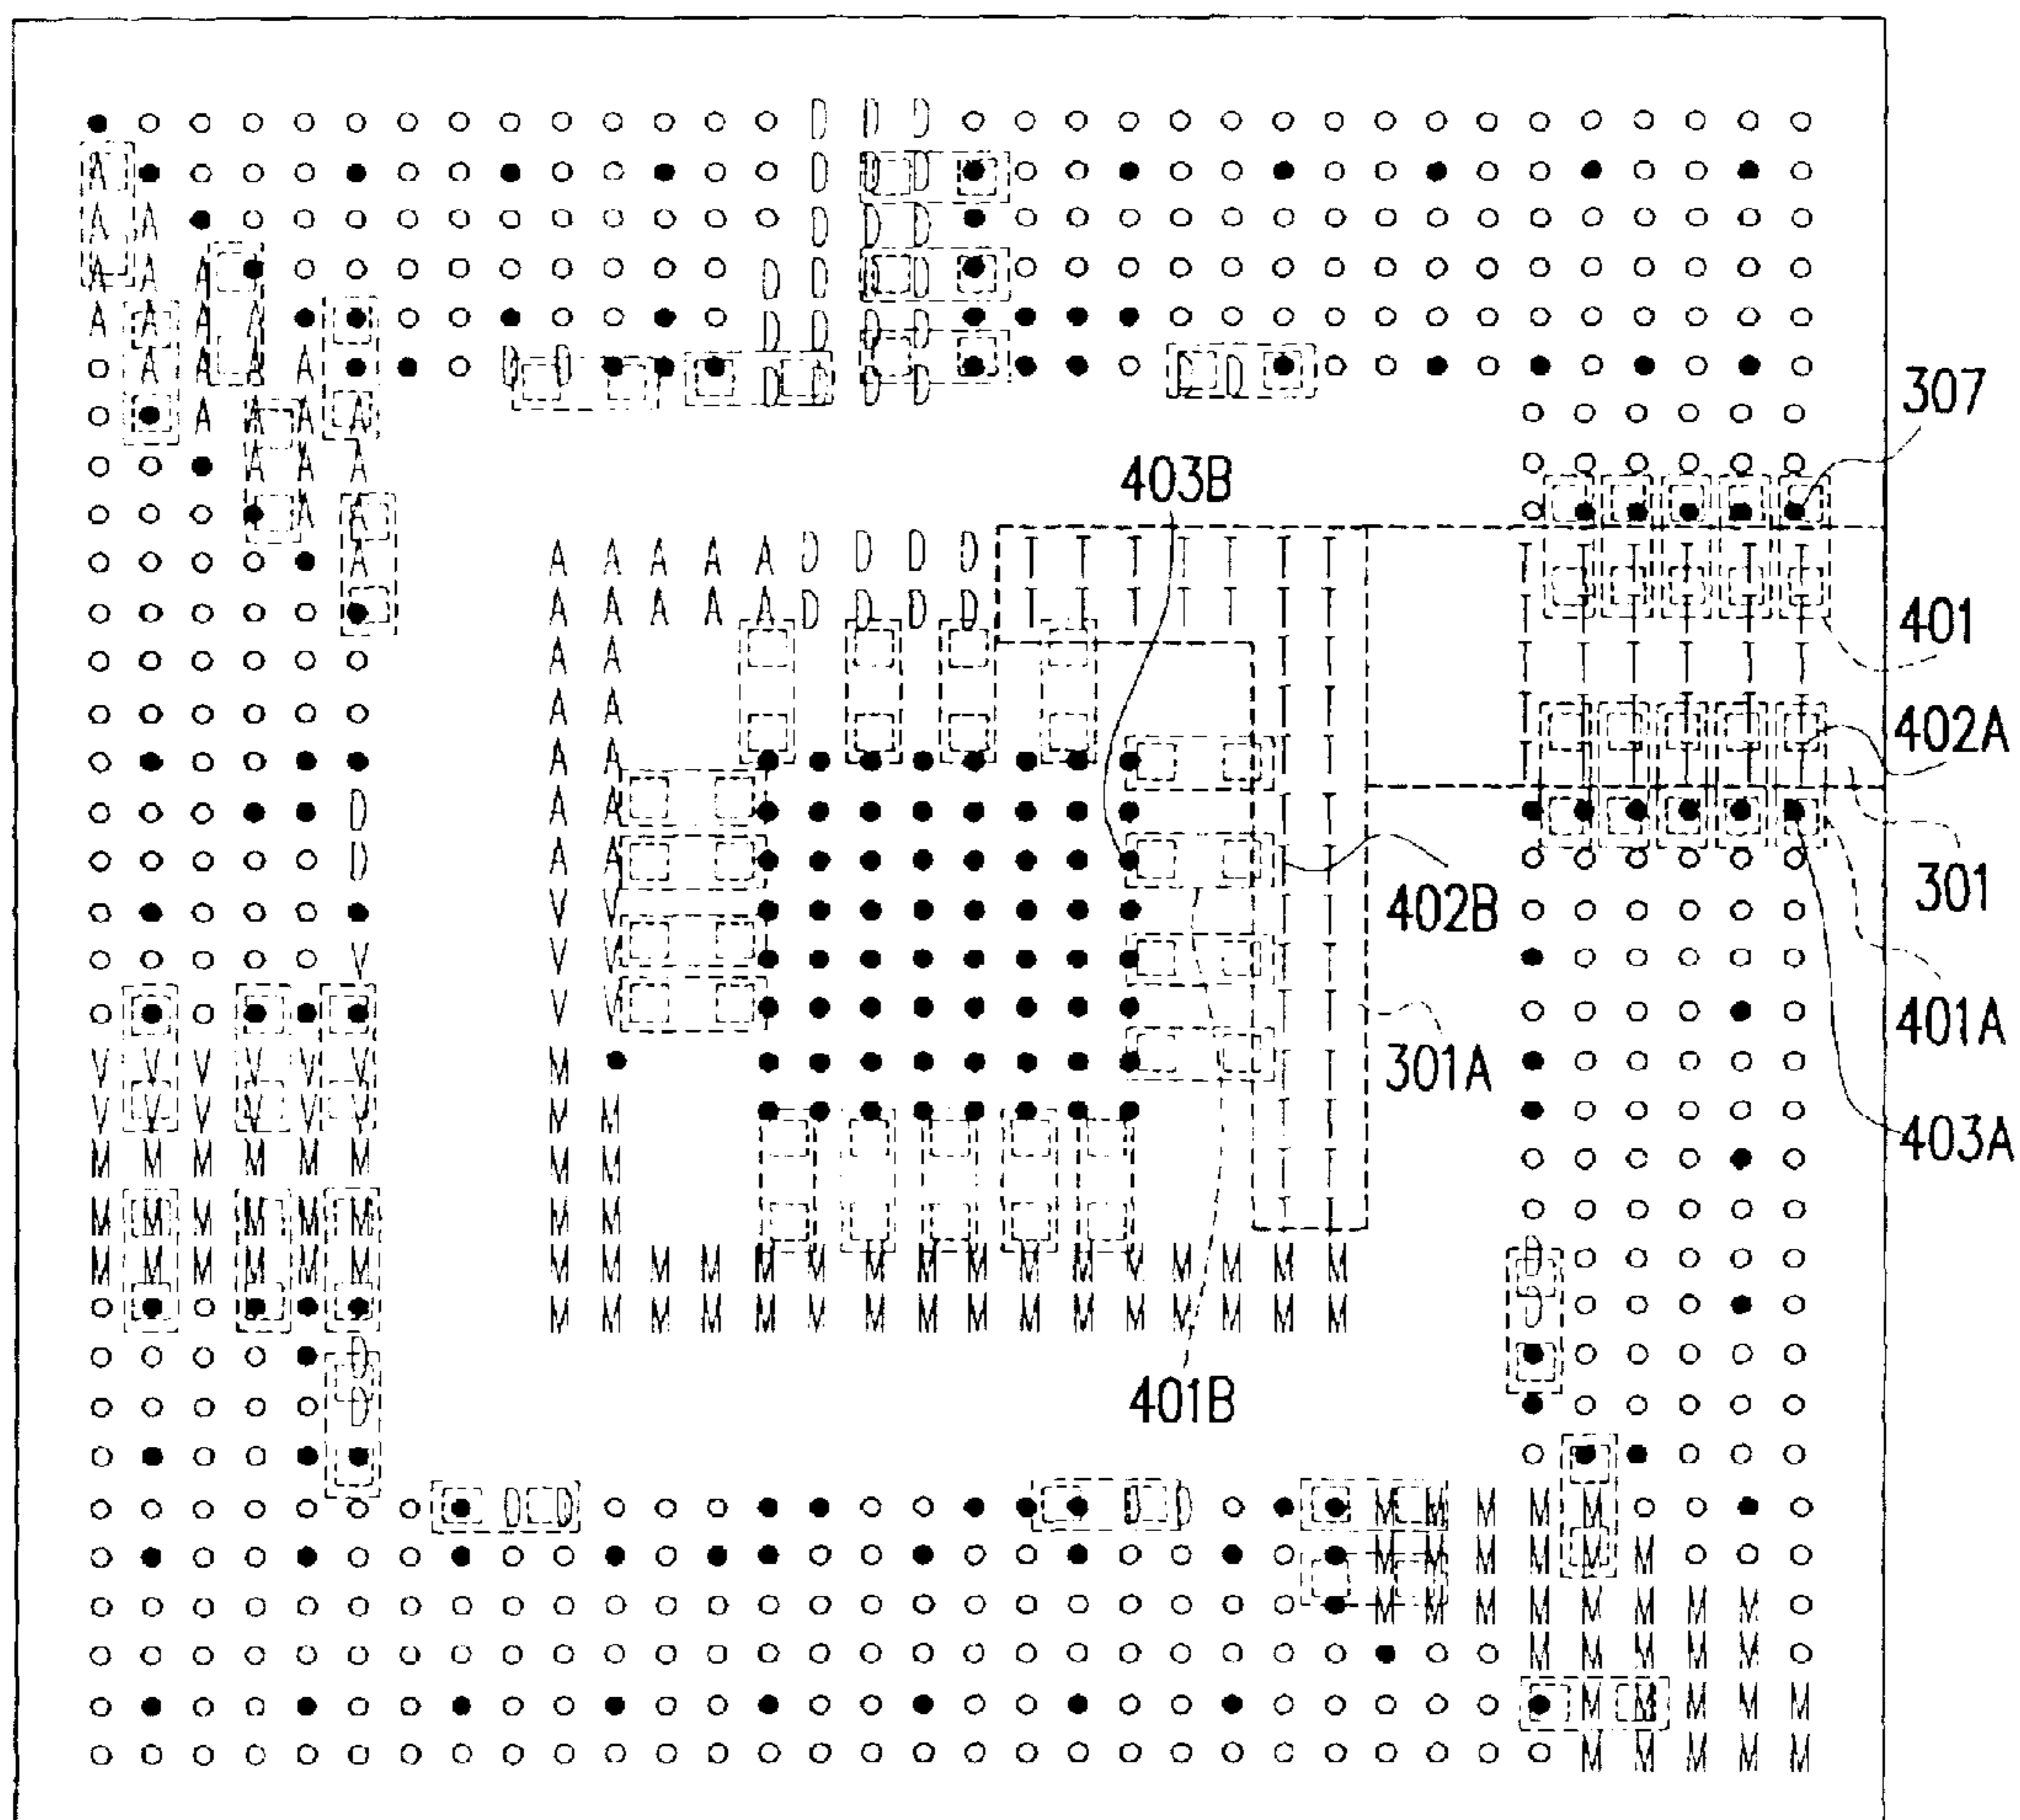 D D D
A D D D
A A D D D
A A A D D D D
A A A A D D D D
A A A A D D D D D D D D
307
A A A A
A A A
403B
A A
A A A A A A D D D D T T T T T T T T T T T T T
A A A A A D D D D T T T T T T T T T T T T T
401
A A T T T T T T T T
A A T T T T T T T T
402A
A A T T T T T T T T
D A A T T
D A A T T
301
V V T T
402B
V V V T T
V V T T
401A
V V V V V V M T T
301A
V V V V V V M M T T
403A
M M M M M M M M T T
M M M M M M M M T T
M M M M M M M M M M M M M M M M M M M M M M D
M M M M M M M M M M M M M M M M D
D
401B
D
D D D D M M M M M
M M M M M M
M M M M M M M M
M M M M M
M M M M M
M M M M M